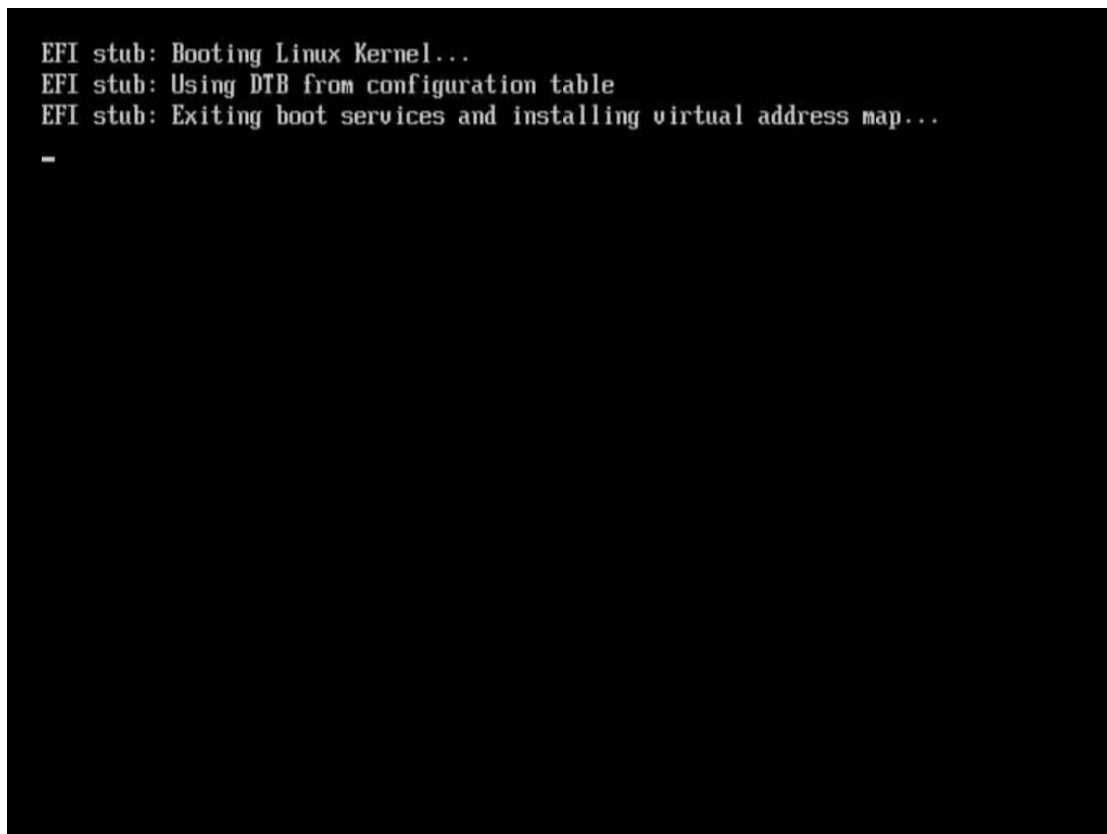 EFI stub: Booting Linux Kernel...
EFI stub: Using DTB from configuration table
EFI stub: Exiting boot services and installing virtual address map...